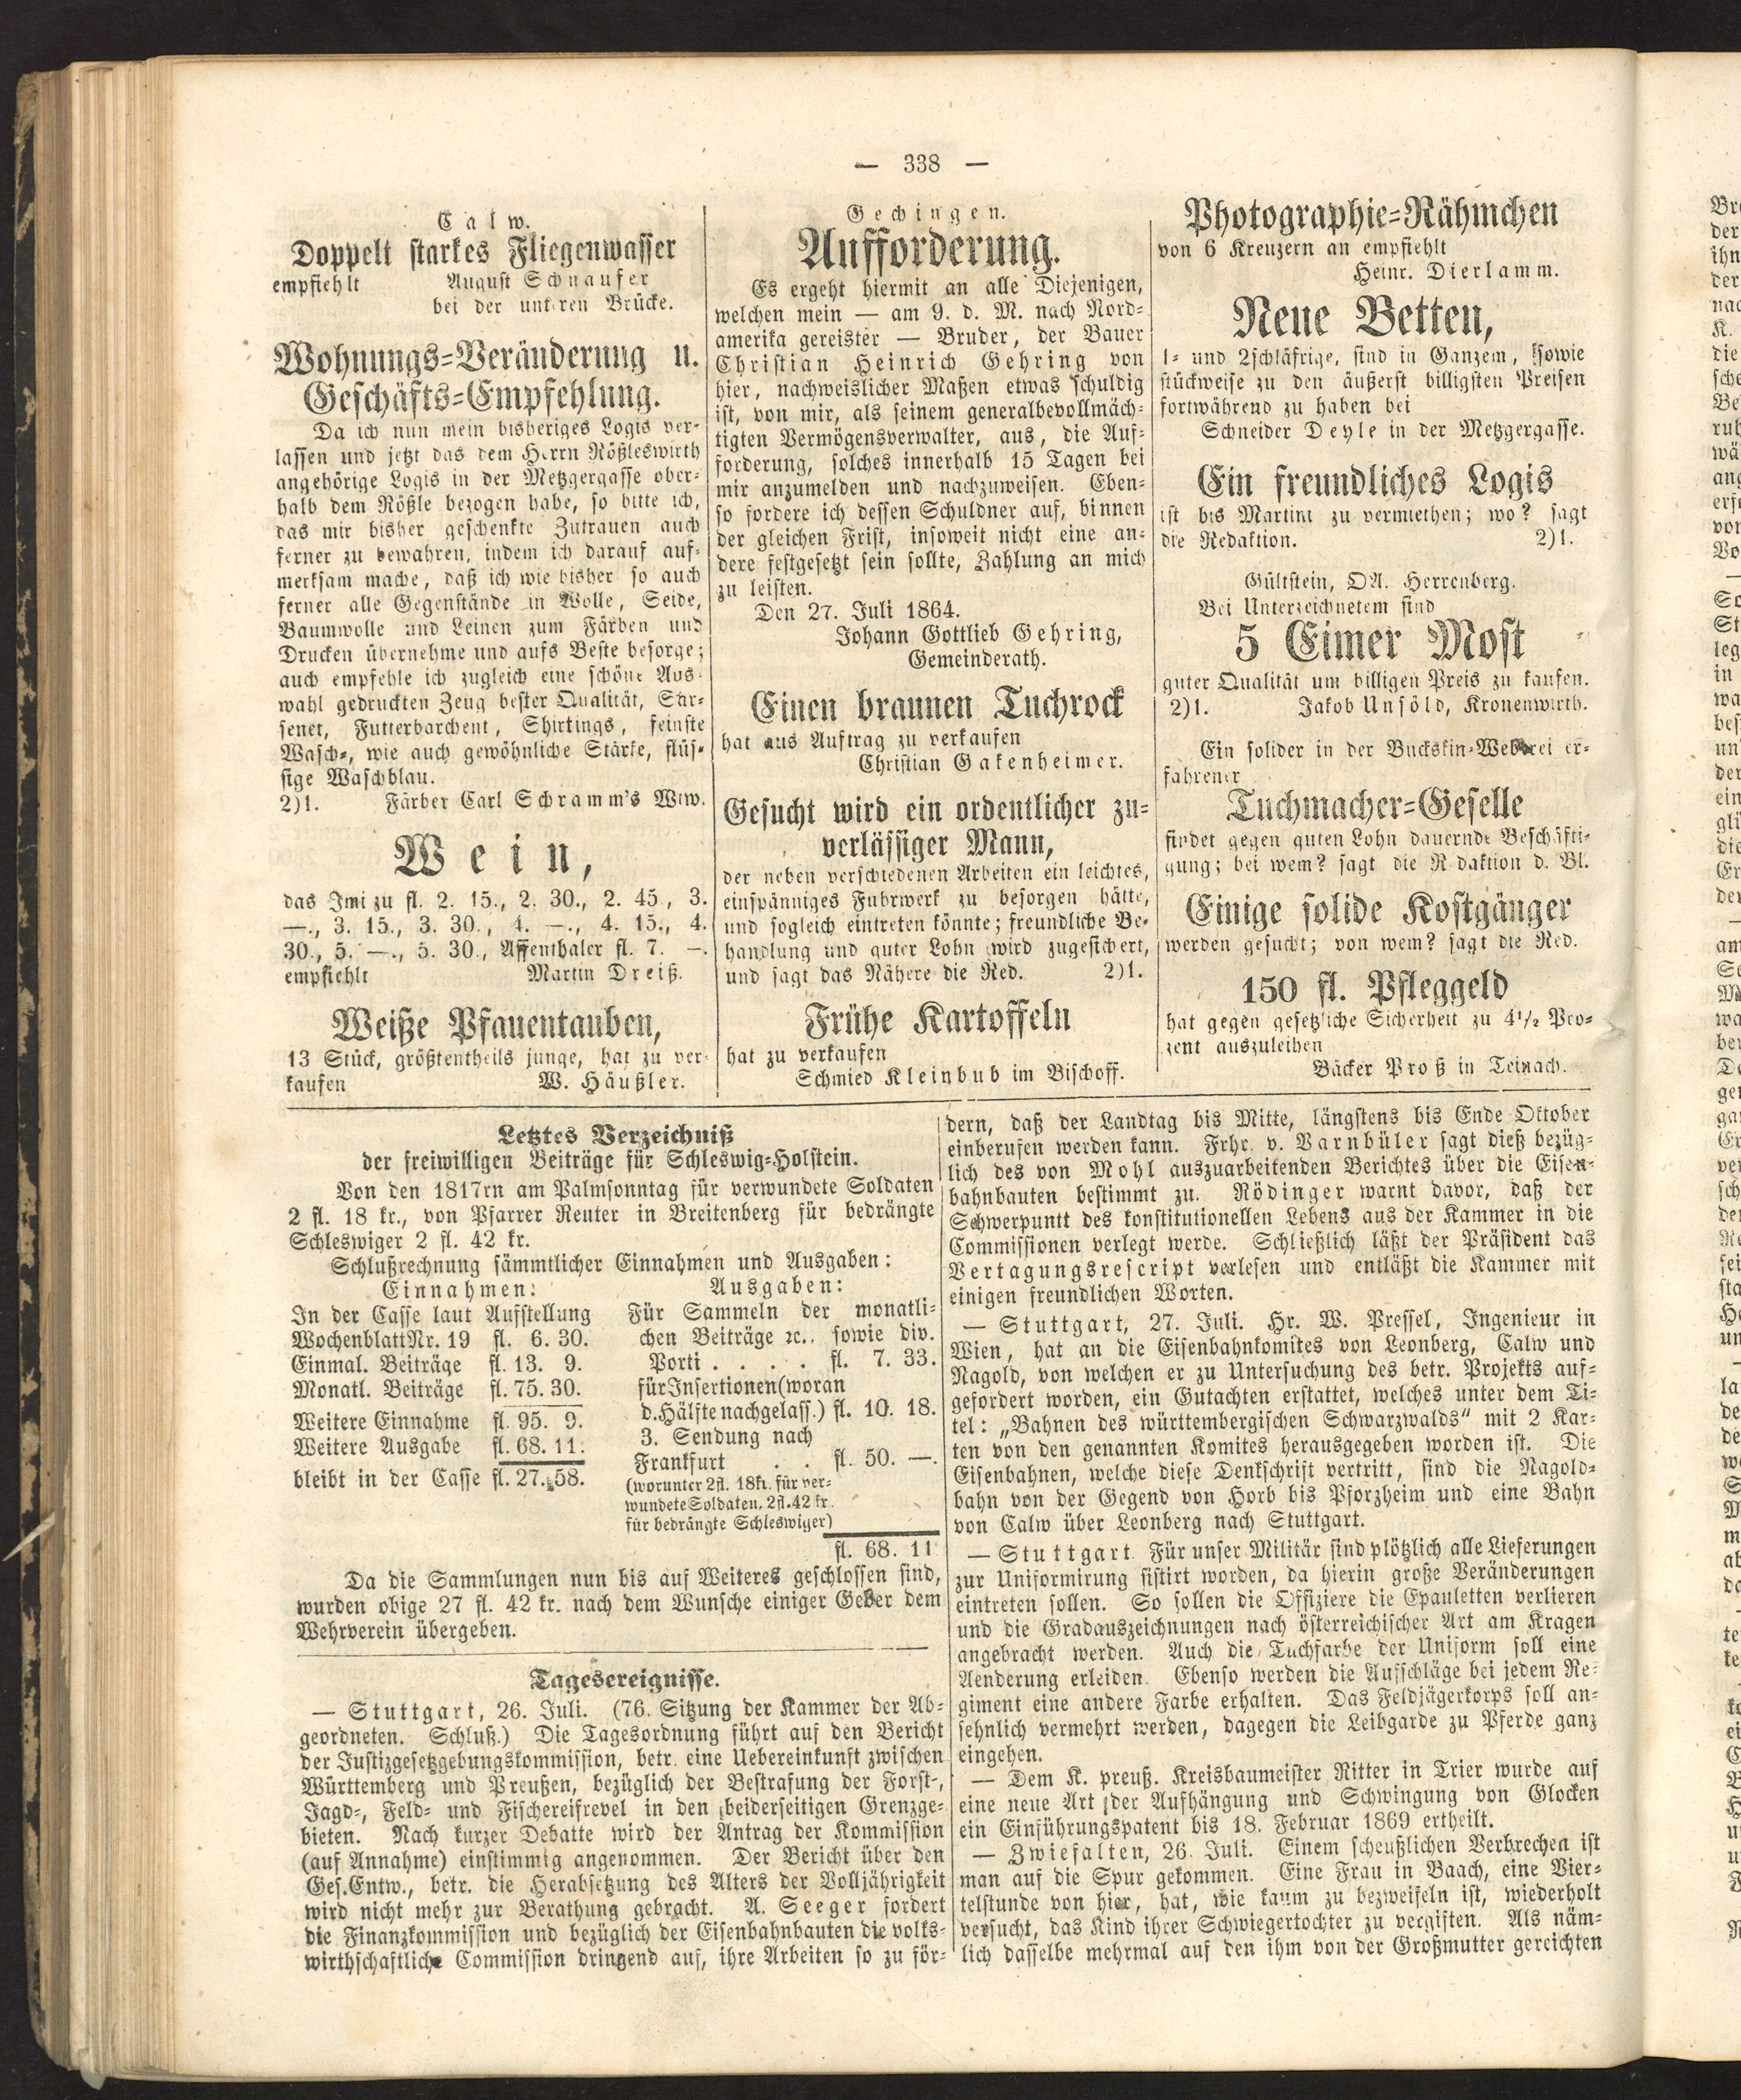 — 338 —
Calw.
Doppelt starkes Fliegenwasser
empfiehlt August Schnaufer
bei der unteren Brücke.
Wohnungs-Veränderung u.
Geschäfts-Empfehlung.
Da ich nun mein bisheriges Logis ver-
lassen und jetzt das dem Herrn Rößleswirth
angehörige Logis in der Metzgergasse ober-
halb dem Rößle bezogen habe, so bitte ich,
das mir bisher geschenkte Zutrauen auch
ferner zu bewahren, indem ich darauf auf-
merksam mache, daß ich wie bisher so auch
ferner alle Gegenstände in Wolle, Seide,
Baumwolle und Leinen zum Färben und
Drucken übernehme und aufs Beste besorge;
auch empfehle ich zugleich eine schöne Aus-
wahl gedruckten Zeug bester Qualität, Sar-
senet, Futterbarchent, Shirtings, feinste
Wasch-, wie auch gewöhnliche Stärke, flüs-
sige Waschblau.
2)1. Färber Carl Schramm's Wtw.
Wein,
das Imi zu fl. 2. 15., 2. 30., 2. 45., 3.
—., 3. 15., 3. 30., 4. —., 4. 15., 4.
30., 5. —., 5. 30., Affenthaler fl. 7. —.
empfiehlt Martin Dreiß.
Weiße Pfauentauben,
13 Stück, größtentheils junge, hat zu ver-
kaufen W. Häußler.
Gechingen.
Aufforderung.
Es ergeht hiermit an alle Diejenigen,
welchen mein — am 9. d. M. nach Nord-
amerika gereister — Bruder, der Bauer
Christian Heinrich Gehring von
hier, nachweislicher Maßen etwas schuldig
ist, von mir, als seinem generalbevollmäch-
tigten Vermögensverwalter, aus, die Auf-
forderung, solches innerhalb 15 Tagen bei
mir anzumelden und nachzuweisen. Eben-
so fordere ich dessen Schuldner auf, binnen
der gleichen Frist, insoweit nicht eine an-
dere festgesetzt sein sollte, Zahlung an mich
zu leisten.
Den 27. Juli 1864.
Johann Gottlieb Gehring,
Gemeinderath.
Einen braunen Tuchrock
hat aus Auftrag zu verkaufen
Christian Gakenheimer.
Gesucht wird ein ordentlicher zu-
verlässiger Mann,
der neben verschiedenen Arbeiten ein leichtes,
einspänniges Fuhrwerk zu besorgen hätte,
und sogleich eintreten könnte; freundliche Be-
handlung und guter Lohn wird zugesichert,
und sagt das Nähere die Red. 2)1.
Frühe Kartoffeln
hat zu verkaufen
Schmied Kleinbub im Bischoff.
Photographie-Rähmchen
von 6 Kreuzern an empfiehlt
Heinr. Dierlamm.
Neue Betten,
1- und 2schläfrige, sind in Ganzem, sowie
stückweise zu den äußerst billigsten Preisen
fortwährend zu haben bei
Schneider Deyle in der Metzgergasse.
Ein freundliches Logis
ist bis Martini zu vermiethen; wo? sagt
die Redaktion. 2)1.
Gültstein, OA. Herrenberg.
Bei Unterzeichnetem sind
5 Eimer Most
guter Qualität um billigen Preis zu kaufen.
2)1. Jakob Unsöld, Kronenwirth.
Ein solider in der Buckskin-Weberei er-
fahrener
Tuchmacher-Geselle
findet gegen guten Lohn dauernde Beschäfti-
gung; bei wem? sagt die Redaktion d. Bl.
Einige solide Kostgänger
werden gesucht; von wem? sagt die Red.
150 fl. Pfleggeld
hat gegen gesetzliche Sicherheit zu 4½ Pro-
zent auszuleihen
Bäcker Proß in Teinach.
Letztes Verzeichniß
der freiwilligen Beiträge für Schleswig-Holstein.
Von den 1817rn am Palmsonntag für verwundete Soldaten
2 fl. 18 kr., von Pfarrer Reuter in Breitenberg für bedrängte
Schleswiger 2 fl. 42 kr.
Schlußrechnung sämmtlicher Einnahmen und Ausgaben:
Einnahmen:
In der Casse laut Aufstellung
Wochenblatt Nr. 19 fl. 6. 30.
Einmal. Beiträge fl. 13. 9.
Monatl. Beiträge fl. 75. 30.
Weitere Einnahme fl. 95. 9.
Weitere Ausgabe fl. 68. 11.
bleibt in der Casse fl. 27. 58.
Ausgaben:
Für Sammeln der monatli-
chen Beiträge ꝛc., sowie div.
Porti . . . . fl. 7. 33.
für Insertionen (woran
d. Hälfte nachgelass.) fl. 10. 18.
3. Sendung nach
Frankfurt . . fl. 50. —.
(worunter 2 fl. 18 kr. für ver-
wundete Soldaten, 2 fl. 42 kr.
für bedrängte Schleswiger)
fl. 68. 11
Da die Sammlungen nun bis auf Weiteres geschlossen sind,
wurden obige 27 fl. 42 kr. nach dem Wunsche einiger Geber dem
Wehrverein übergeben.
Tagesereignisse.
— Stuttgart, 26. Juli. (76. Sitzung der Kammer der Ab-
geordneten. Schluß.) Die Tagesordnung führt auf den Bericht
der Justizgesetzgebungskommission, betr. eine Uebereinkunft zwischen
Württemberg und Preußen, bezüglich der Bestrafung der Forst-,
Jagd-, Feld- und Fischereifrevel in den beiderseitigen Grenzge-
bieten. Nach kurzer Debatte wird der Antrag der Kommission
(auf Annahme) einstimmig angenommen. Der Bericht über den
Ges.Entw., betr. die Herabsetzung des Alters der Volljährigkeit
wird nicht mehr zur Berathung gebracht. A. Seeger fordert
die Finanzkommission und bezüglich der Eisenbahnbauten die volks-
wirthschaftliche Commission dringend auf, ihre Arbeiten so zu för-
dern, daß der Landtag bis Mitte, längstens bis Ende Oktober
einberufen werden kann. Frhr. v. Varnbüler sagt dieß bezüg-
lich des von Mohl auszuarbeitenden Berichtes über die Eisen-
bahnbauten bestimmt zu. Rödinger warnt davor, daß der
Schwerpunkt des konstitutionellen Lebens aus der Kammer in die
Commissionen verlegt werde. Schließlich läßt der Präsident das
Vertagungsrescript verlesen und entläßt die Kammer mit
einigen freundlichen Worten.
— Stuttgart, 27. Juli. Hr. W. Pressel, Ingenieur in
Wien, hat an die Eisenbahnkomites von Leonberg, Calw und
Nagold, von welchen er zu Untersuchung des betr. Projekts auf-
gefordert worden, ein Gutachten erstattet, welches unter dem Ti-
tel: „Bahnen des württembergischen Schwarzwalds“ mit 2 Kar-
ten von den genannten Komites herausgegeben worden ist. Die
Eisenbahnen, welche diese Denkschrift vertritt, sind die Nagold-
bahn von der Gegend von Horb bis Pforzheim und eine Bahn
von Calw über Leonberg nach Stuttgart.
— Stuttgart. Für unser Militär sind plötzlich alle Lieferungen
zur Uniformirung sistirt worden, da hierin große Veränderungen
eintreten sollen. So sollen die Offiziere die Epauletten verlieren
und die Gradauszeichnungen nach österreichischer Art am Kragen
angebracht werden. Auch die Tuchfarbe der Uniform soll eine
Aenderung erleiden. Ebenso werden die Aufschläge bei jedem Re-
giment eine andere Farbe erhalten. Das Feldjägerkorps soll an-
sehnlich vermehrt werden, dagegen die Leibgarde zu Pferde ganz
eingehen.
— Dem K. preuß. Kreisbaumeister Ritter in Trier wurde auf
eine neue Art der Aufhängung und Schwingung von Glocken
ein Einführungspatent bis 18. Februar 1869 ertheilt.
— Zwiefalten, 26. Juli. Einem scheußlichen Verbrechen ist
man auf die Spur gekommen. Eine Frau in Baach, eine Vier-
telstunde von hier, hat, wie kaum zu bezweifeln ist, wiederholt
versucht, das Kind ihrer Schwiegertochter zu vergiften. Als näm-
lich dasselbe mehrmal auf den ihm von der Großmutter gereichten